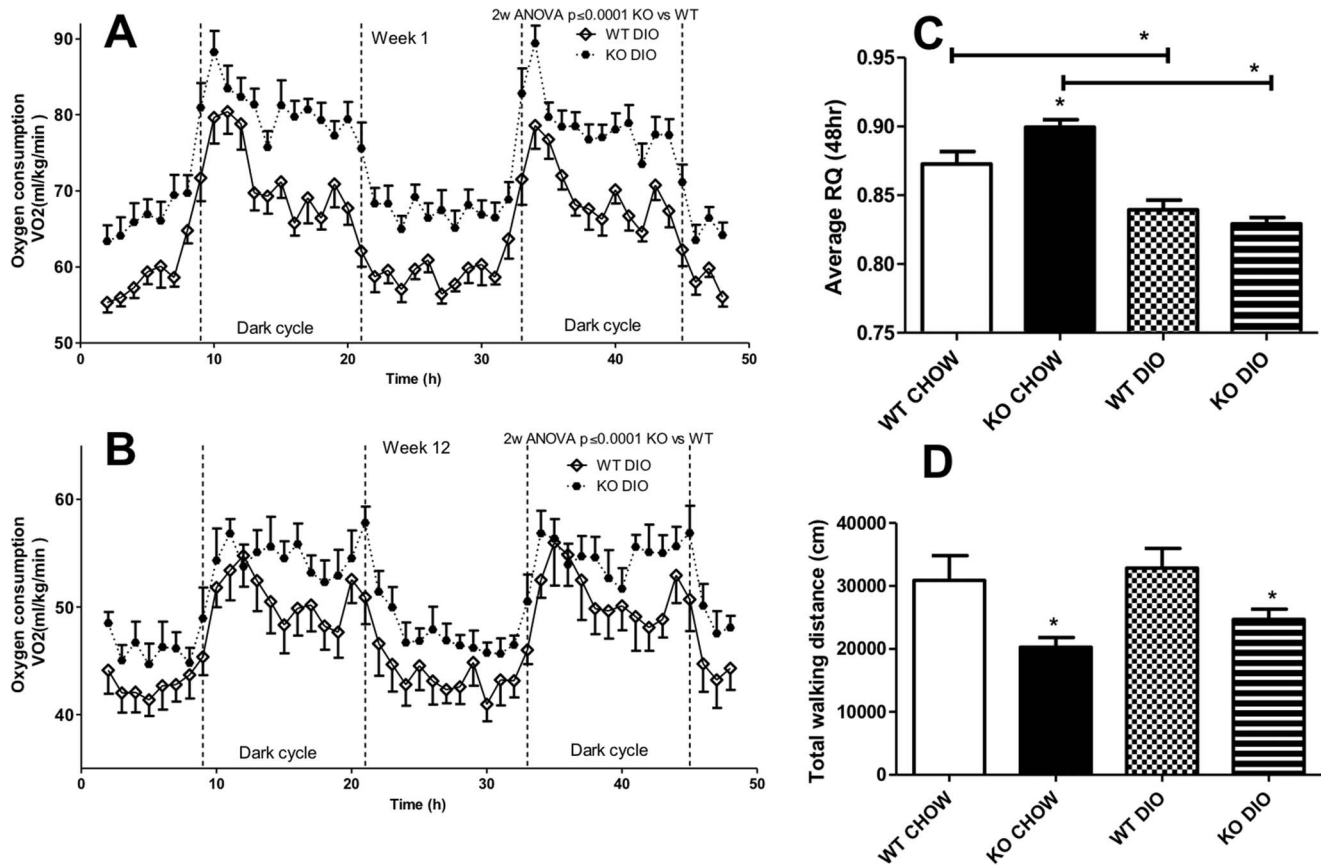 A
2w ANOVA p≤0.0001 KO vs WT
Week 1
WT DIO
KO DIO
Oxygen consumption
VO2(ml/kg/min)
90
80
70
60
50
Dark cycle
Dark cycle
0
10
20
30
40
50
Time (h)
B
2w ANOVA p≤0.0001 KO vs WT
Week 12
WT DIO
KO DIO
Oxygen consumption
VO2(ml/kg/min)
60
50
40
Dark cycle
Dark cycle
0
10
20
30
40
50
Time (h)
C
*
*
*
Average RQ (48hr)
0.95
0.90
0.85
0.80
0.75
WT CHOW
KO CHOW
WT DIO
KO DIO
D
Total walking distance (cm)
40000
30000
20000
10000
0
*
*
WT CHOW
KO CHOW
WT DIO
KO DIO